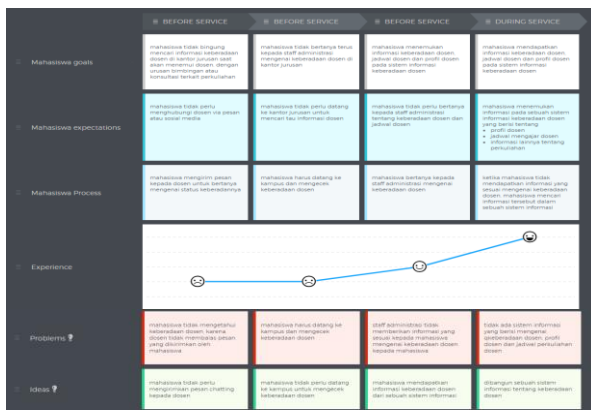 BEFORE SERVICE
BEFORE SERVICE
BEFORE SERVICE
DURING SERVICE
Mahasiswa goals
mahasiswa tidak bingung
mencari informasi keberadaan
dosen di kantor jurusan saat
akan menemui dosen, dengan
urusan bimbingan atau
konsultasi terkait perkuliahan
mahasiswa tidak bertanya terus
kepada staff administrasi
mengenai keberadaan dosen di
kantor jurusan
mahasiswa menemukan
informasi keberadaan dosen,
jadwal dosen dan profil dosen
pada sistem informasi
keberadaan dosen
mahasiswa mendapatkan
informasi keberadaan dosen,
jadwal dosen dan profil dosen
pada sistem informasi
keberadaan dosen
Mahasiswa expectations
mahasiswa tidak perlu
menghubungi dosen via pesan
atau sosial media
mahasiswa tidak perlu datang
ke kantor jurusan untuk
mencari tau informasi dosen
mahasiswa tidak perlu bertanya
kepada staff administrasi
tentang keberadaan dosen dan
jadwal dosen
mahasiswa menemukan
informasi pada sebuah sistem
informasi keberadaan dosen
yang berisi tentang
• profil dosen
• jadwal mengajar dosen
• informasi lainnya tentang
perkuliahan
Mahasiswa Process
mahasiswa mengirim pesan
kepada dosen untuk bertanya
mengenai status keberadannya
mahasiswa harus datang ke
kampus dan mengeces
keberadaan dosen
mahasiswa bertanya kepada
staff administrasi mengenai
keberadaan dosen
ketika mahasiswa tidak
mendapatkan informasi yang
sesuai mengenai keberadaan
dosen. mahasiswa mencari
informasi tersebut dalam
sebuah sistem informasi
Experience
Problems
mahasiswa tidak mengetahui
keberadaan dosen, karena
dosen tidak membalas pesan
yang dikirimkan oleh
mahasiswa
mahasiswa harus datang ke
kampus dan mengecek
keberadaan dosen
staff administrasi tidak
memberikan informasi yang
sesuai kepada mahasiswa
mengenai keberadaan dosen
kepada mahasiswa
tidak ada sistem informasi
yang berisi mengenai
qseberadaan dosen, profil
dosen dan jadwel perkuliahan
dosen
Ideas
mahasiswa tidak perlu
mengirimkan pesan chatting
kepada dosen
mahasiswa tidak perlu datang
ke kampus untuk mengecek
keberadaan dosen
mahasiswa mendapatkan
informasi keberadaan dosen
dari sebuah sistem informasi
dibangun sebuah sistem
informasi tentang keberadaan
dosen